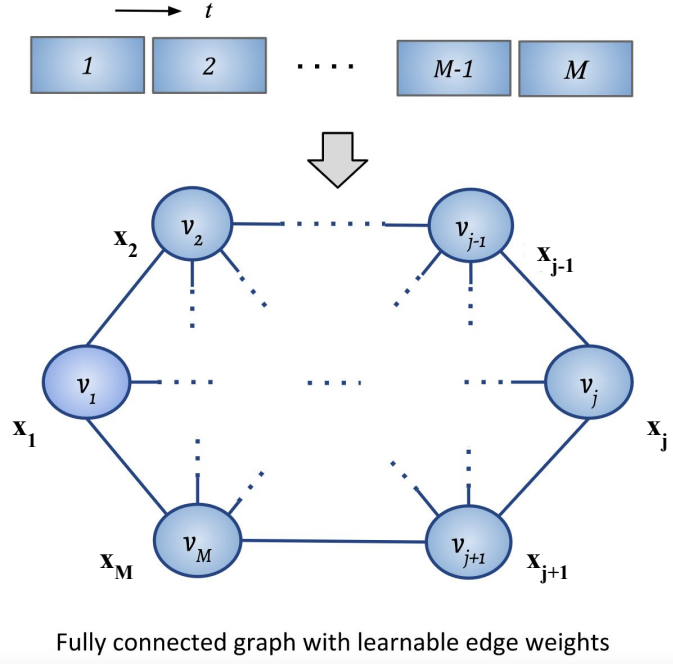 t
1 2 .... M-1 M
v2 vj-1
x2 xj-1
v1 vj
x1 xj
vM vj+1
xM xj+1
Fully connected graph with learnable edge weights